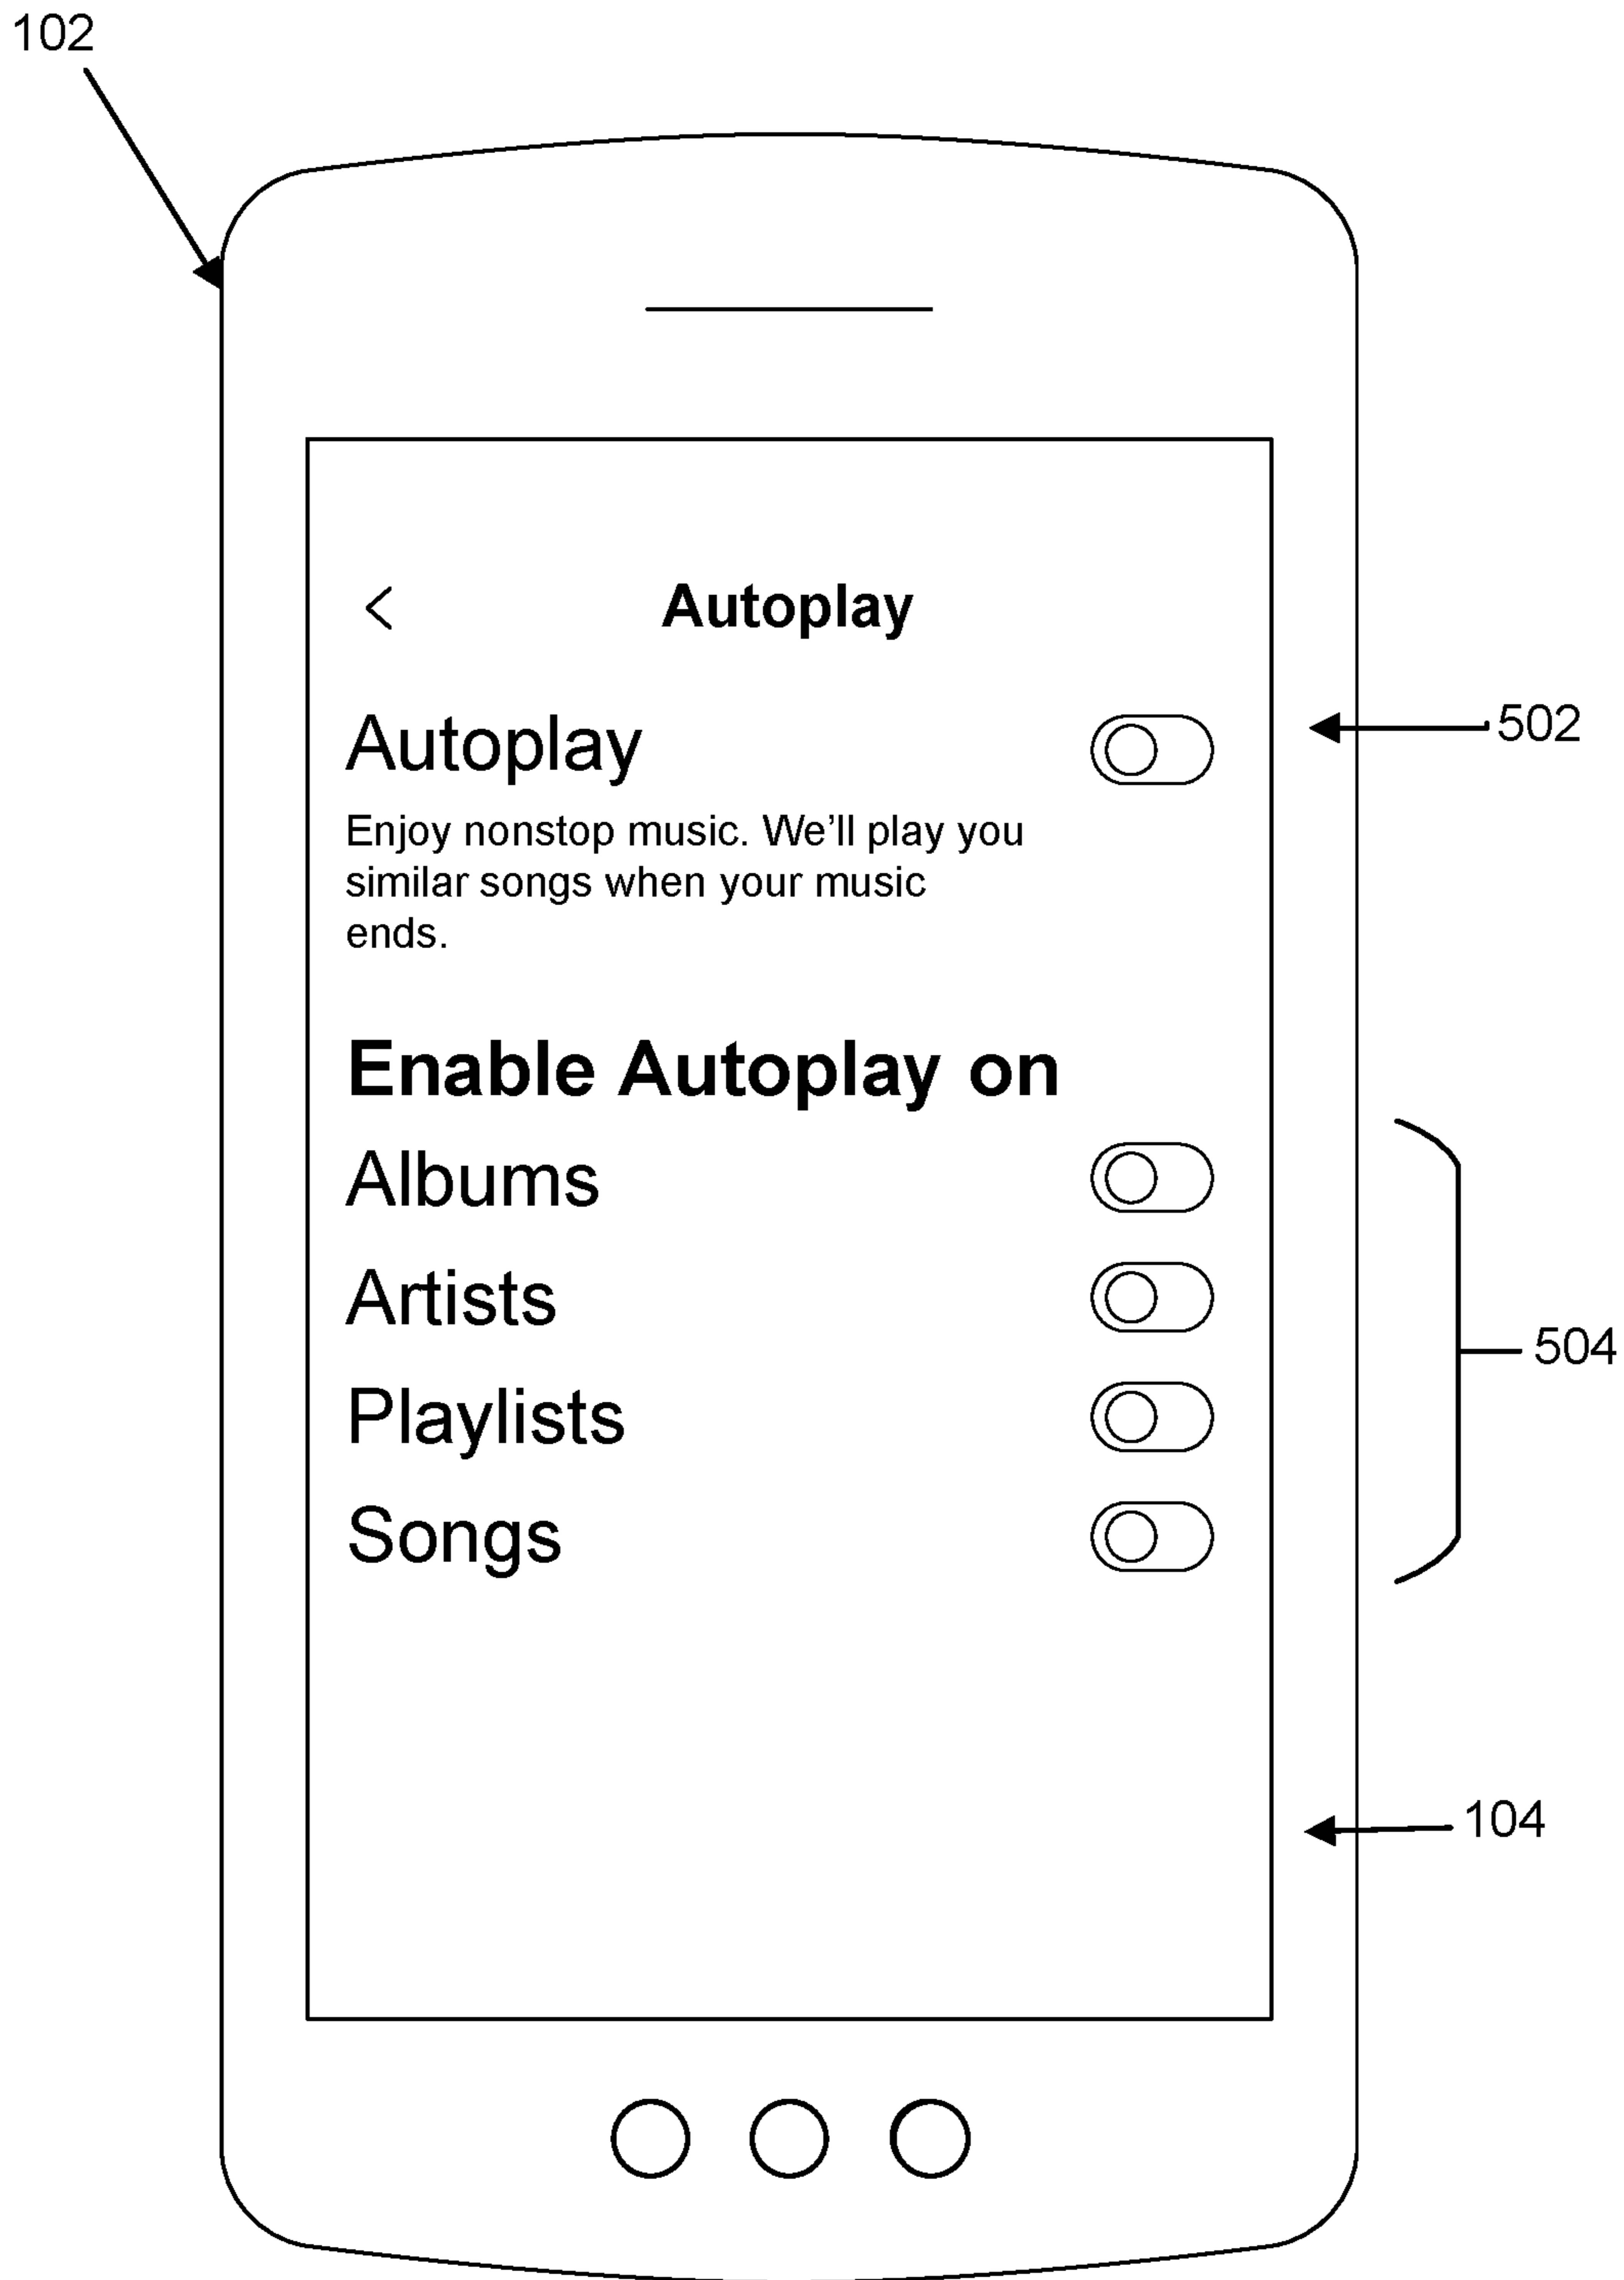 102
< Autoplay
Autoplay
502
Enjoy nonstop music. We'll play you
similar songs when your music
ends.
Enable Autoplay on
Albums
Artists
504
Playlists
Songs
104